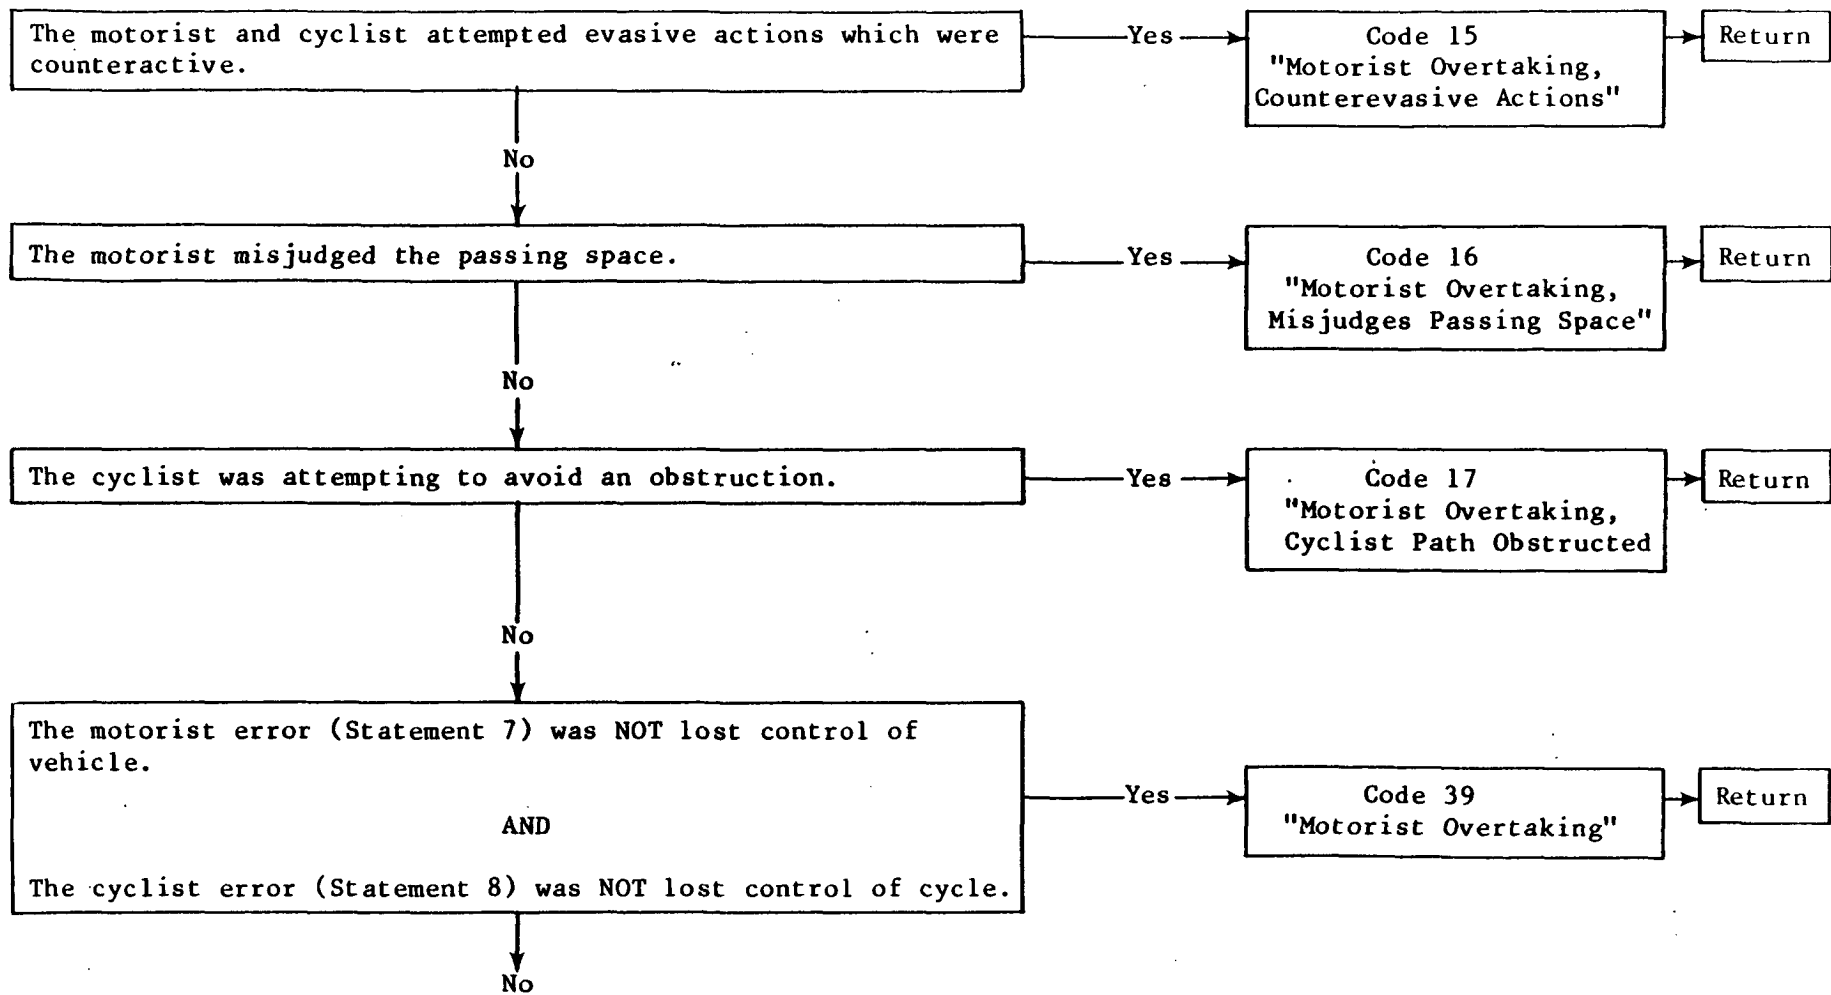 The motorist and cyclist attempted evasive actions which were
counteractive.
Yes
Code 15
"Motorist Overtaking,
Counterevasive Actions"
Return
No
The motorist misjudged the passing space.
Yes
Code 16
"Motorist Overtaking,
Misjudges Passing Space"
Return
No
The cyclist was attempting to avoid an obstruction.
Yes
Code 17
"Motorist Overtaking,
Cyclist Path Obstructed
Return
No
The motorist error (Statement 7) was NOT lost control of
vehicle.
AND
The cyclist error (Statement 8) was NOT lost control of cycle.
Yes
Code 39
"Motorist Overtaking"
Return
No